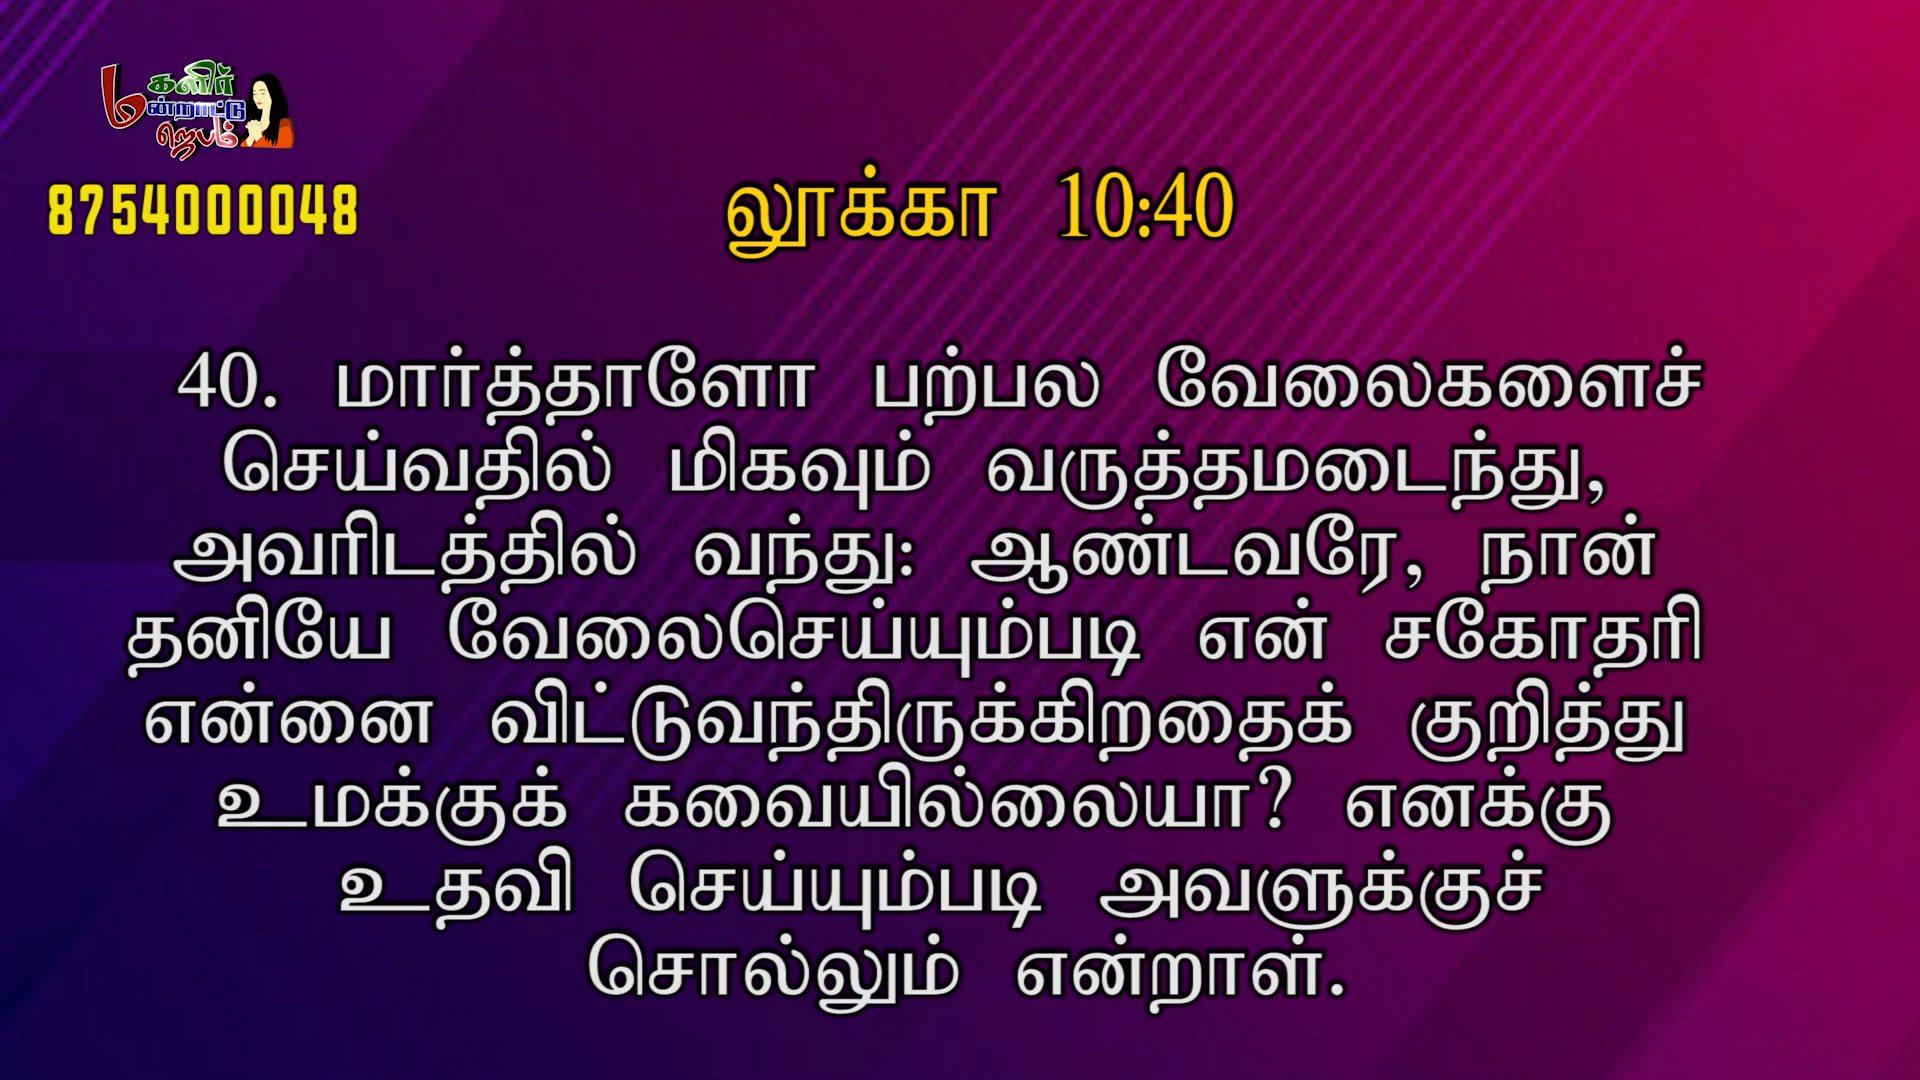 மகளிர்
மன்றாட்டு
ஜெபம்
8754000048
லூக்கா 10:40
40. மார்த்தாளோ பற்பல வேலைகளைச்
செய்வதில் மிகவும் வருத்தமடைந்து,
அவரிடத்தில் வந்து: ஆண்டவரே, நான்
தனியே வேலைசெய்யும்படி என் சகோதரி
என்னை விட்டுவந்திருக்கிறதைக் குறித்து
உமக்குக் கவையில்லையா? எனக்கு
உதவி செய்யும்படி அவளுக்குச்
சொல்லும் என்றாள்.